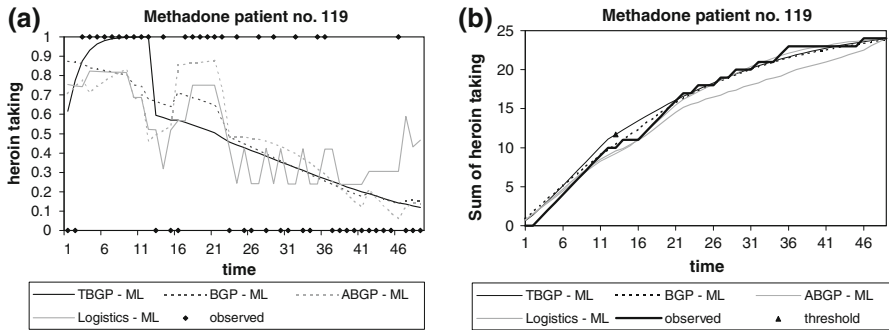 (a)
Methadone patient no. 119
heroin taking
1
0.9
0.8
0.7
0.6
0.5
0.4
0.3
0.2
0.1
0
1 6 11 16 21 26 31 36 41 46
time
TBGP - ML BGP - ML ABGP - ML
Logistics - ML observed
(b)
Methadone patient no. 119
Sum of heroin taking
25
20
15
10
5
0
1 6 11 16 21 26 31 36 41 46
time
TBGP - ML BGP - ML ABGP - ML
Logistics - ML observed threshold